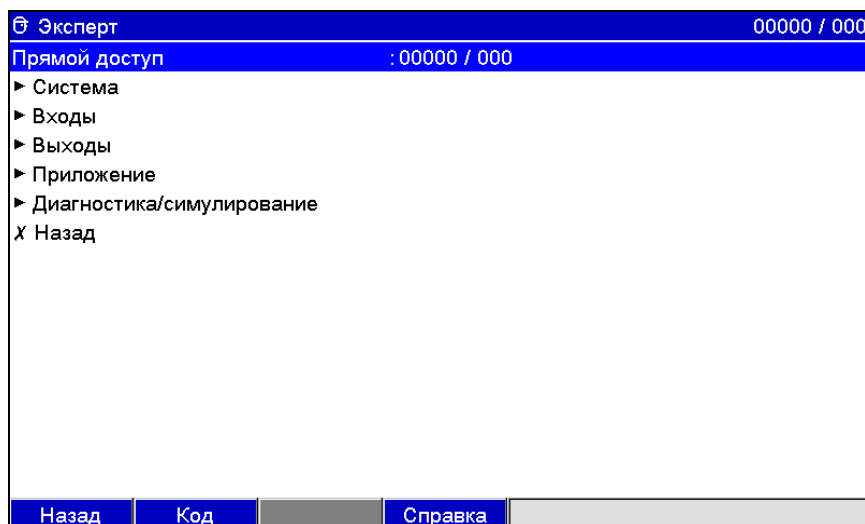 Эксперт 00000 / 000
Прямой доступ :00000 / 000
► Система
► Входы
► Выходы
► Приложение
► Диагностика/симулирование
X Назад
Назад Код Справка